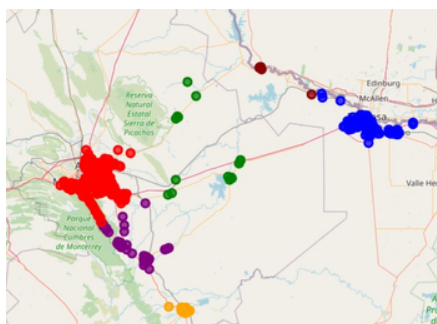 Edinburg
McAllen
Reserva
Natural
Estatal
Sierra de
Picachos
Valle He
Parque
Nacional
Cumbres
de Monterrey